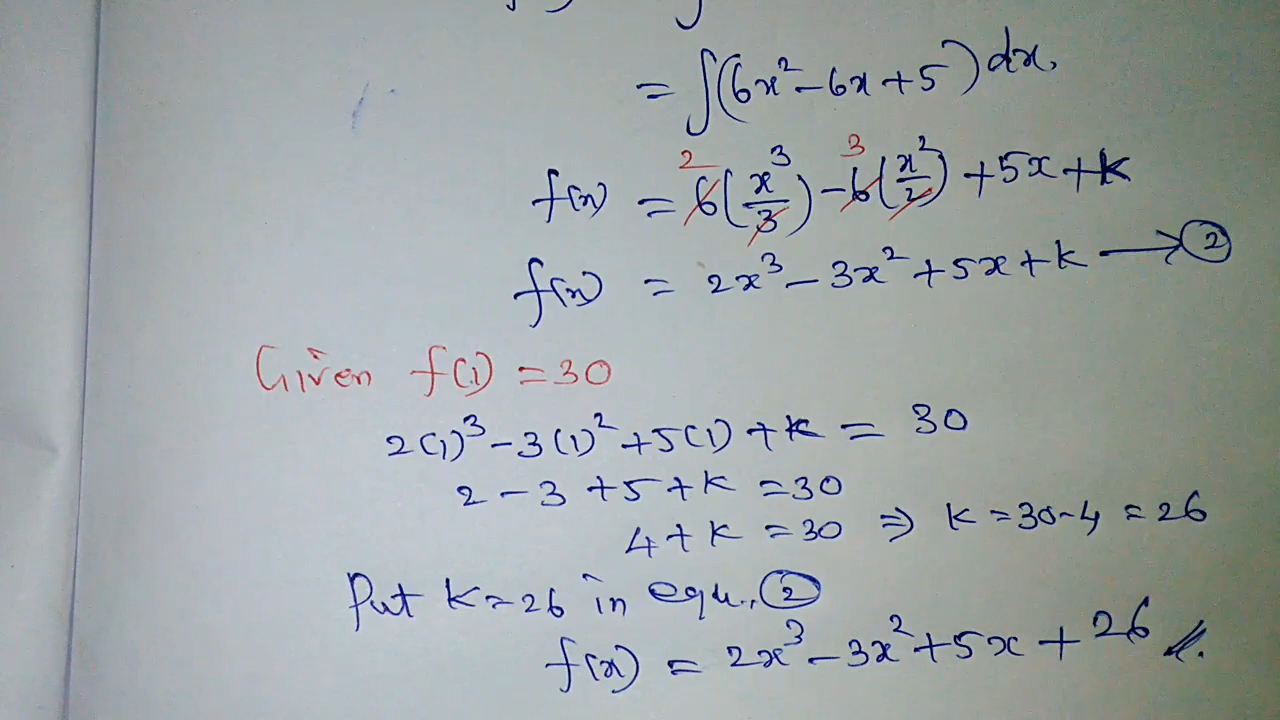 = ∫(6x² - 6x + 5) dx.
f(x) = 2 6(x³/3) - 3 6(x²/2) + 5x + k
f(x) = 2x³ - 3x² + 5x + k → ②
Given f(1) = 30
2(1)³ - 3(1)² + 5(1) + k = 30
2 - 3 + 5 + k = 30
4 + k = 30 ⇒ k = 30 - 4 = 26
Put k = 26 in equ., ②
f(x) = 2x³ - 3x² + 5x + 26 //.